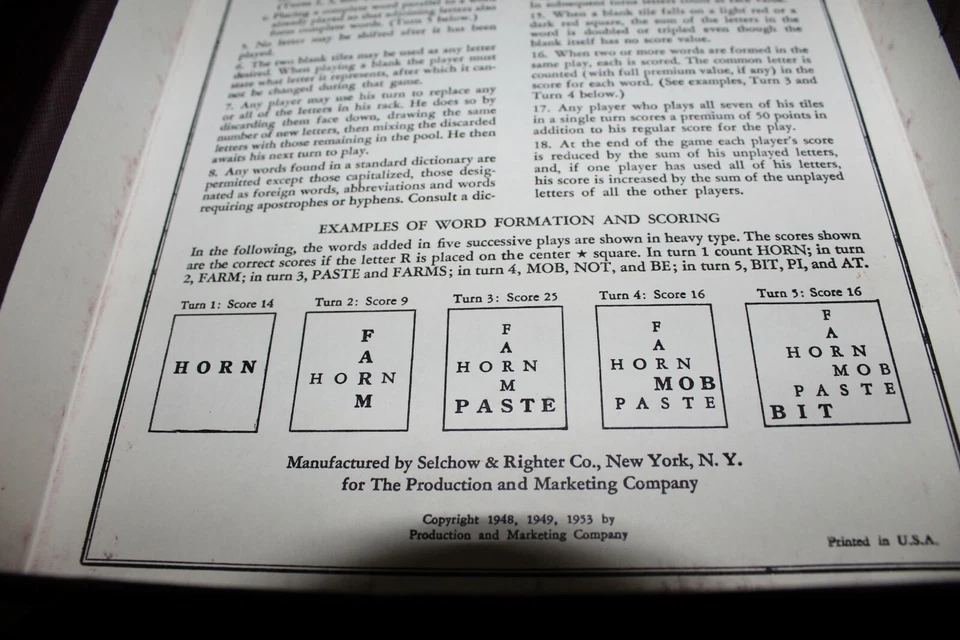 5. No letter may be shifted after it has been
played.
6. The two blank tiles may be used as any letter
desired. When playing a blank the player must
state what letter it represents, after which it can-
not be changed during that game.
7. Any player may use his turn to replace any
or all of the letters in his rack. He does so by
discarding them face down, drawing the same
number of new letters, then mixing the discarded
letters with those remaining in the pool. He then
awaits his next turn to play.
8. Any words found in a standard dictionary are
permitted except those capitalized, those desig-
nated as foreign words, abbreviations and words
requiring apostrophes or hyphens. Consult a dic-
15. When a blank tile falls on a light red or a
dark red square, the sum of the letters in the
word is doubled or tripled even though the
blank itself has no score value.
16. When two or more words are formed in the
same play, each is scored. The common letter is
counted (with full premium value, if any) in the
score for each word. (See examples, Turn 3 and
Turn 4 below.)
17. Any player who plays all seven of his tiles
in a single turn scores a premium of 50 points in
addition to his regular score for the play.
18. At the end of the game each player's score
is reduced by the sum of his unplayed letters,
and, if one player has used all of his letters,
his score is increased by the sum of the unplayed
letters of all the other players.
EXAMPLES OF WORD FORMATION AND SCORING
In the following, the words added in five successive plays are shown in heavy type. The scores shown
are the correct scores if the letter R is placed on the center ★ square. In turn 1 count HORN; in turn
2, FARM; in turn 3, PASTE and FARMS; in turn 4, MOB, NOT, and BE; in turn 5, BIT, PI, and AT.
Turn 1: Score 14
HORN
Turn 2: Score 9
F
A
HORN
M
Turn 3: Score 25
F
A
HORN
M
PASTE
Turn 4: Score 16
F
A
HORN
MOB
PASTE
Turn 5: Score 16
F
A
HORN
MOB
PASTE
BIT
Manufactured by Selchow & Righter Co., New York, N. Y.
for The Production and Marketing Company
Copyright 1948, 1949, 1953 by
Production and Marketing Company
Printed in U.S.A.